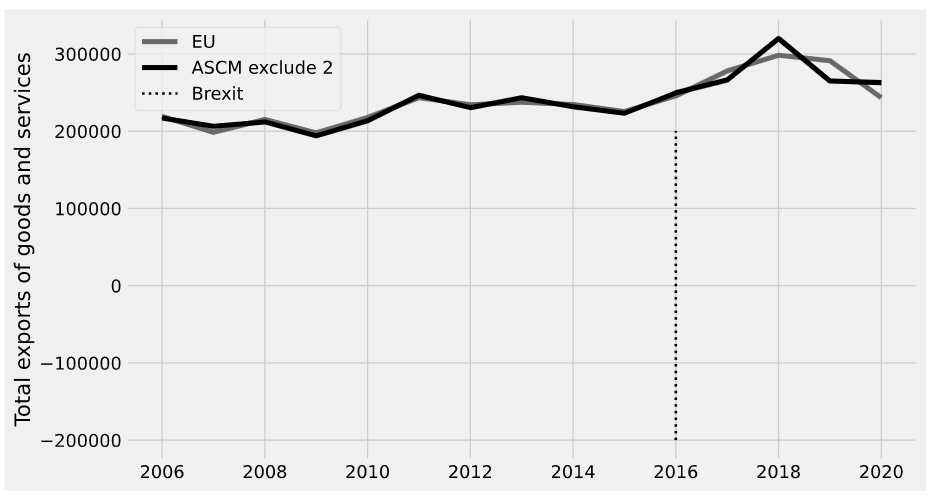 EU
ASCM exclude 2
Brexit
Total exports of goods and services
300000
200000
100000
0
−100000
−200000
2006 2008 2010 2012 2014 2016 2018 2020